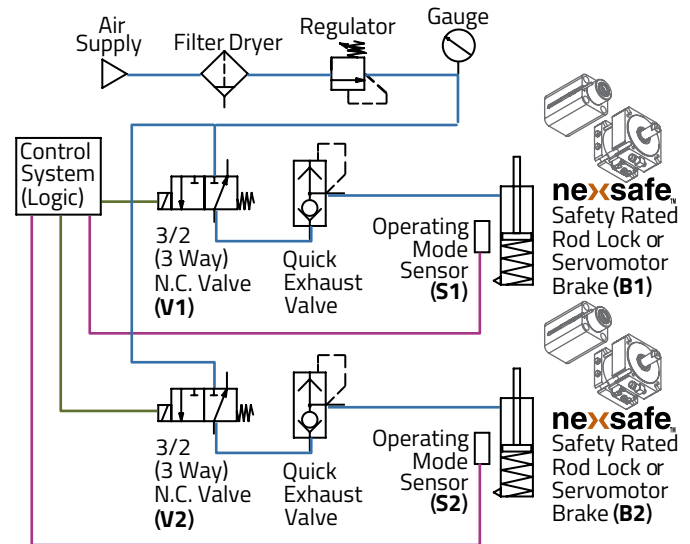 Air
Supply
Filter Dryer
Regulator
Gauge
Control
System
(Logic)
3/2
(3 Way)
N.C. Valve
(V1)
Quick
Exhaust
Valve
Operating
Mode
Sensor
(S1)
nexsafe™
Safety Rated
Rod Lock or
Servomotor
Brake (B1)
3/2
(3 Way)
N.C. Valve
(V2)
Quick
Exhaust
Valve
Operating
Mode
Sensor
(S2)
nexsafe™
Safety Rated
Rod Lock or
Servomotor
Brake (B2)